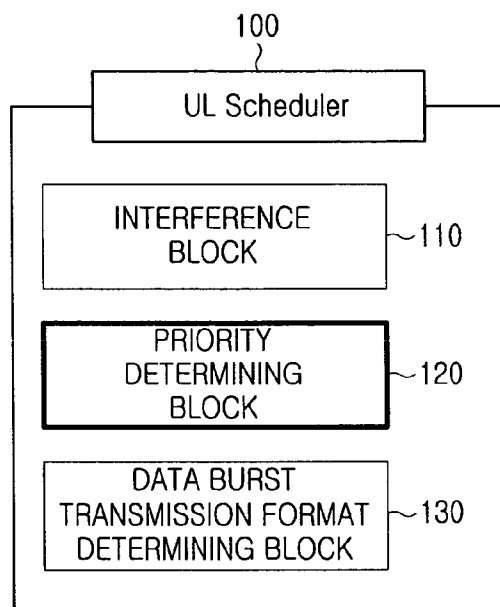 100
UL Scheduler
INTERFERENCE
BLOCK
110
PRIORITY
DETERMINING
BLOCK
120
DATA BURST
TRANSMISSION FORMAT
DETERMINING BLOCK
130